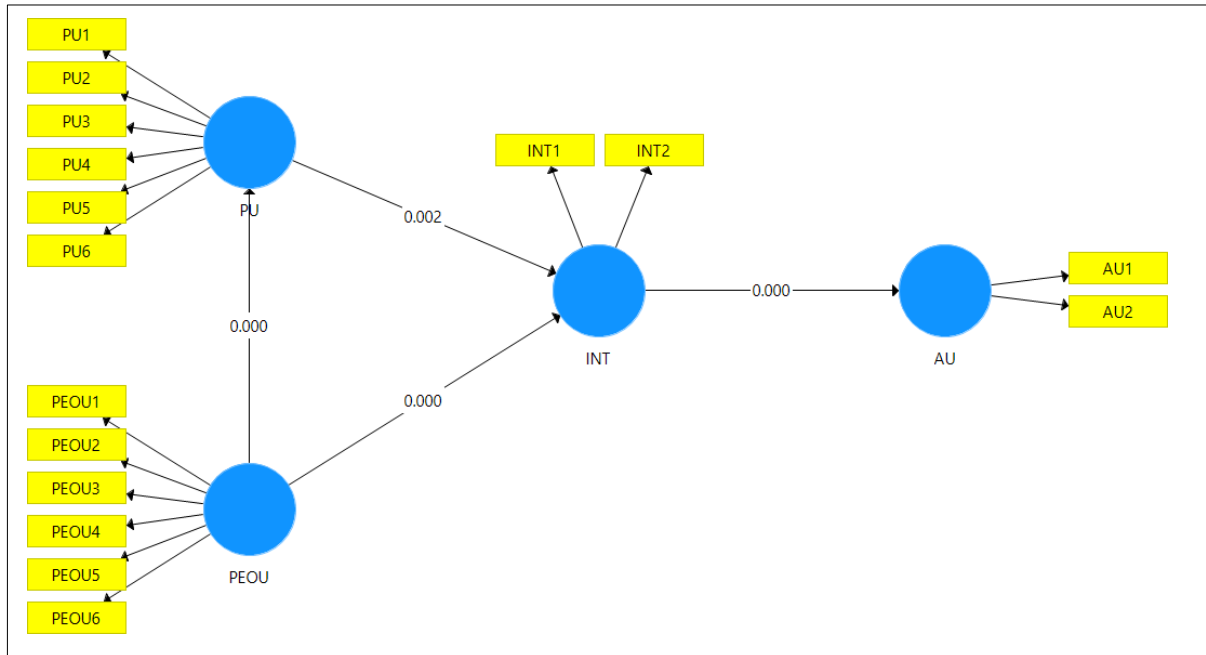 PU1
PU2
PU3
PU4
PU5
PU6
PU
0.002
INT1
INT2
INT
0.000
AU1
AU2
AU
0.000
0.000
PEOU1
PEOU2
PEOU3
PEOU4
PEOU5
PEOU6
PEOU